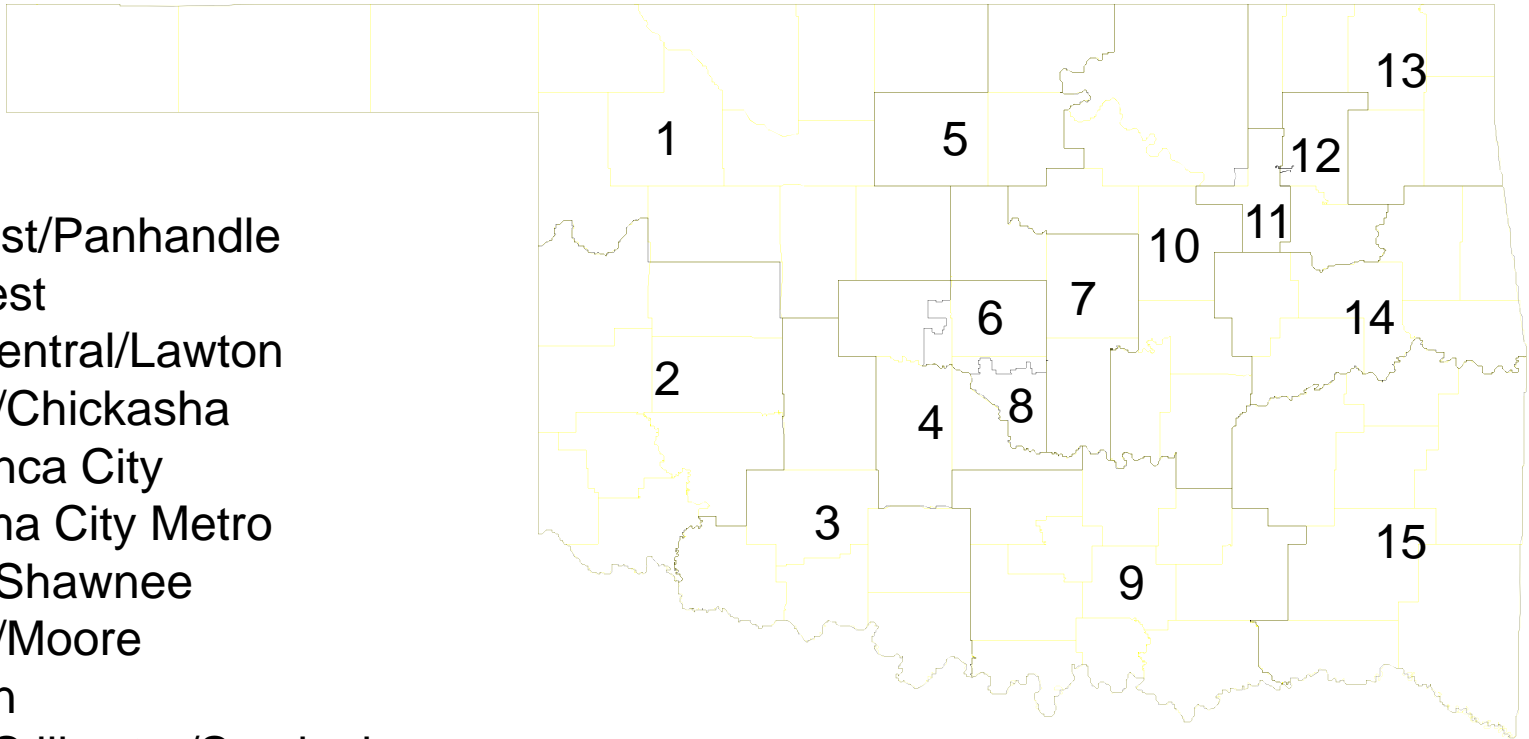 st/Panhandle
est
entral/Lawton
/Chickasha
nca City
na City Metro
Shawnee
/Moore
n
1
2
3
4
5
6
7
8
9
10
11
12
13
14
15